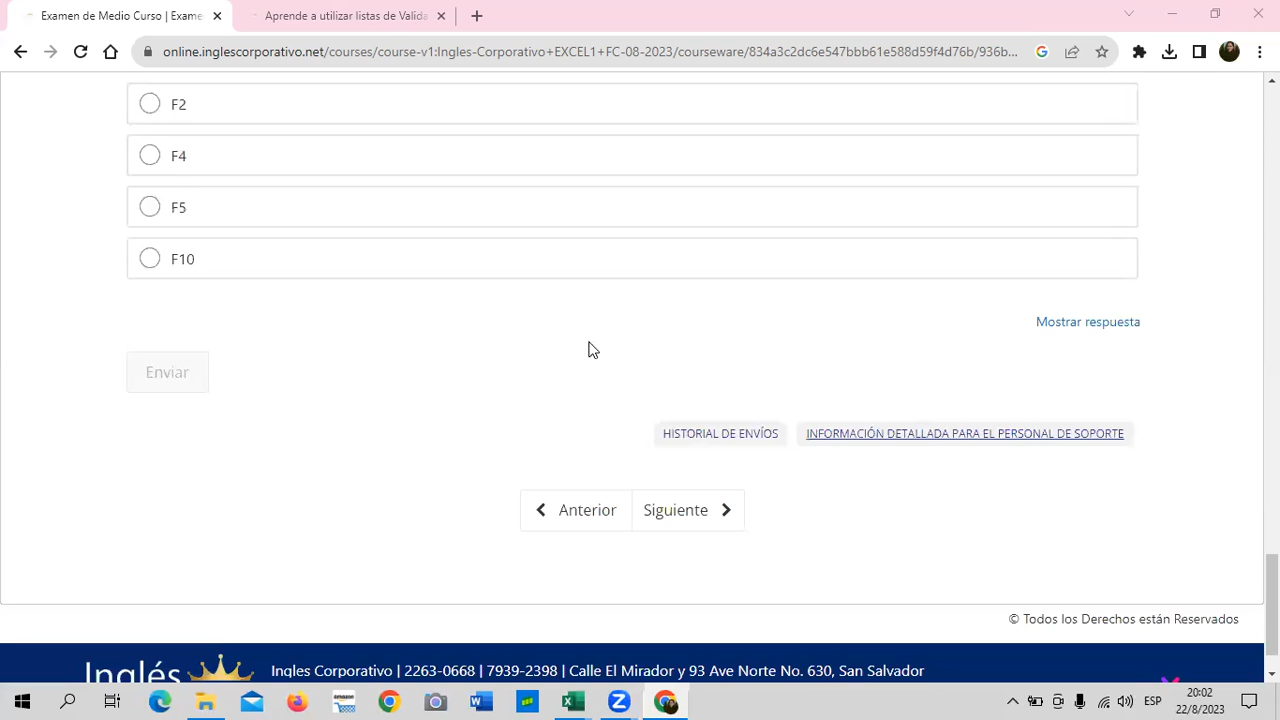 Examen de Medio Curso | Exame
Aprende a utilizar listas de Valida
online.inglescorporativo.net/courses/course-v1:Ingles-Corporativo+EXCEL1+FC-08-2023/courseware/834a3c2dc6e547bbb61e588d59f4d76b/936b...
F2
F4
F5
F10
Mostrar respuesta
Enviar
HISTORIAL DE ENVÍOS
INFORMACIÓN DETALLADA PARA EL PERSONAL DE SOPORTE
Anterior
Siguiente
© Todos los Derechos están Reservados
Inglés
Ingles Corporativo | 2263-0668 | 7939-2398 | Calle El Mirador y 93 Ave Norte No. 630, San Salvador
ESP
20:02
22/8/2023